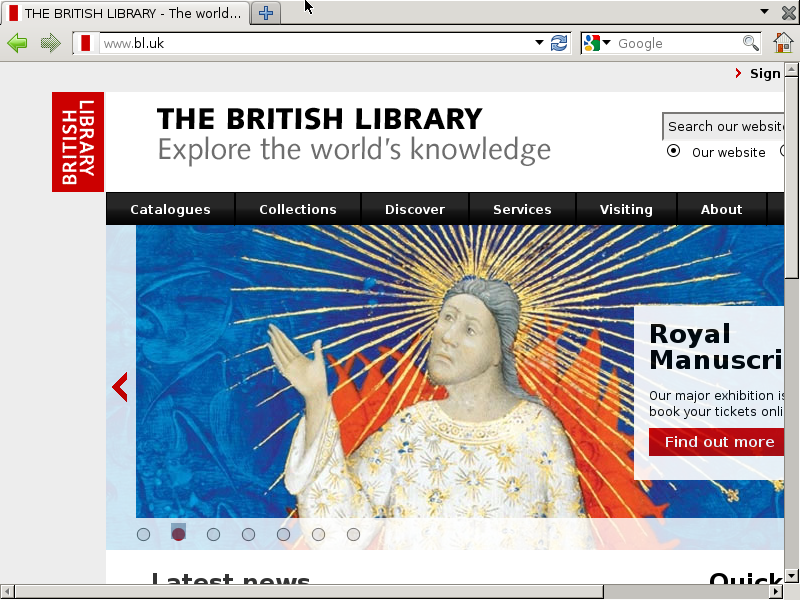 THE BRITISH LIBRARY - The world...
www.bl.uk
Google
Sign
LIBRARY
BRITISH
THE BRITISH LIBRARY
Explore the world's knowledge
Search our website
Our website
Catalogues Collections Discover Services Visiting About
Royal
Manuscri
Our major exhibition is
book your tickets onli
Find out more
Latest news
Quick